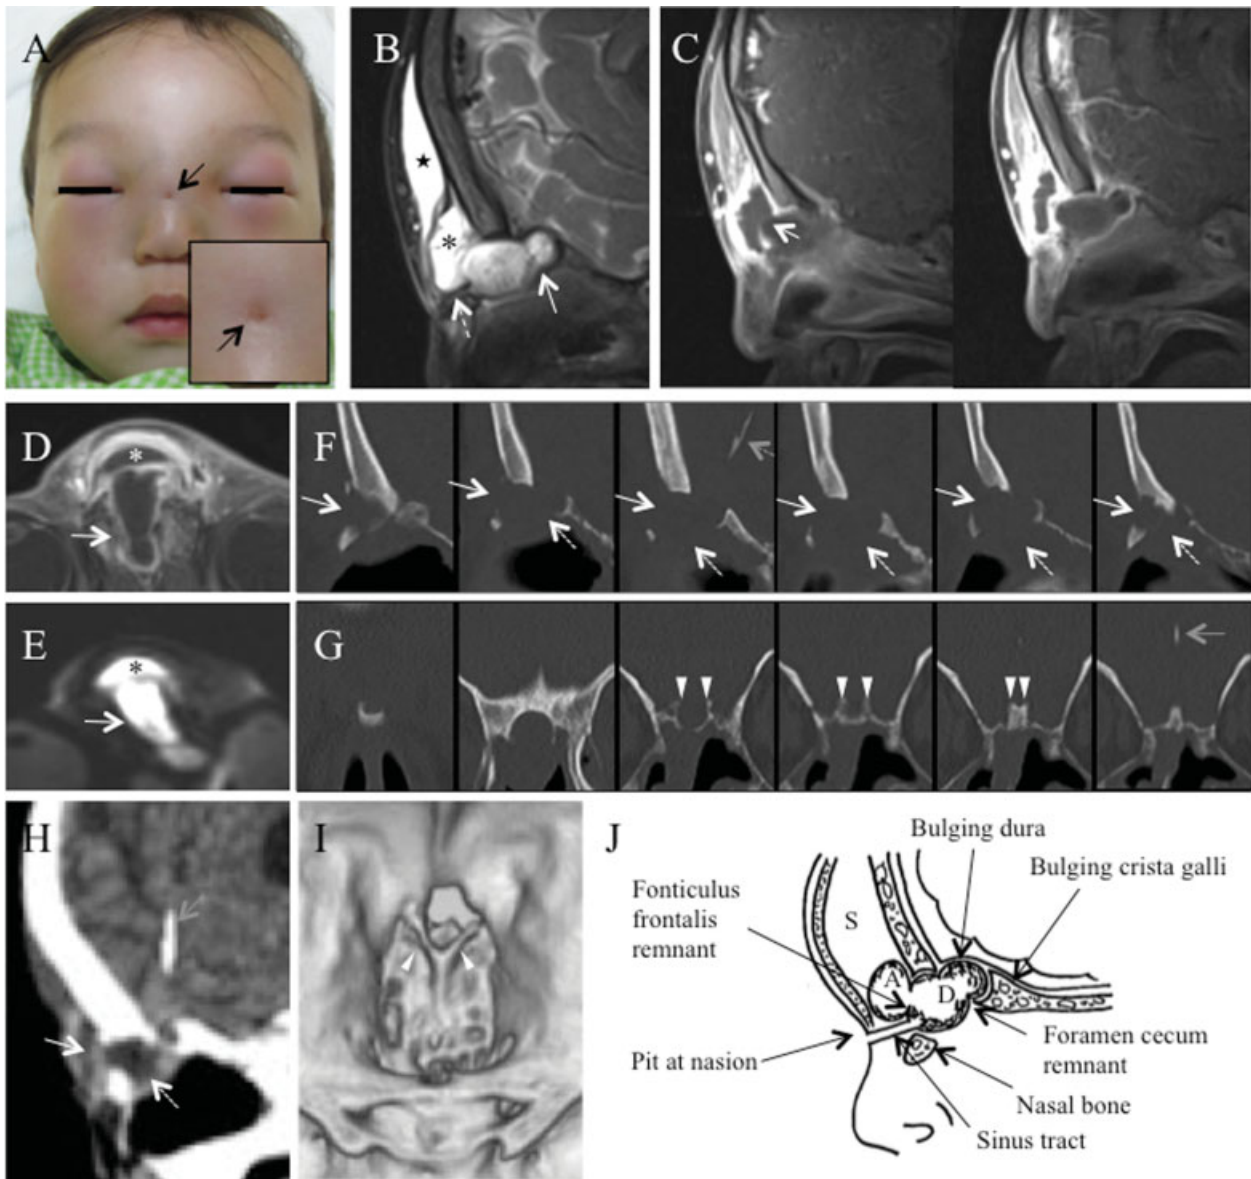 A
B
C
D
F
E
G
H
I
J
Bulging dura
Bulging crista galli
Fonticulus
frontalis
remnant
S
A
D
Pit at nasion
Foramen cecum
remnant
Nasal bone
Sinus tract